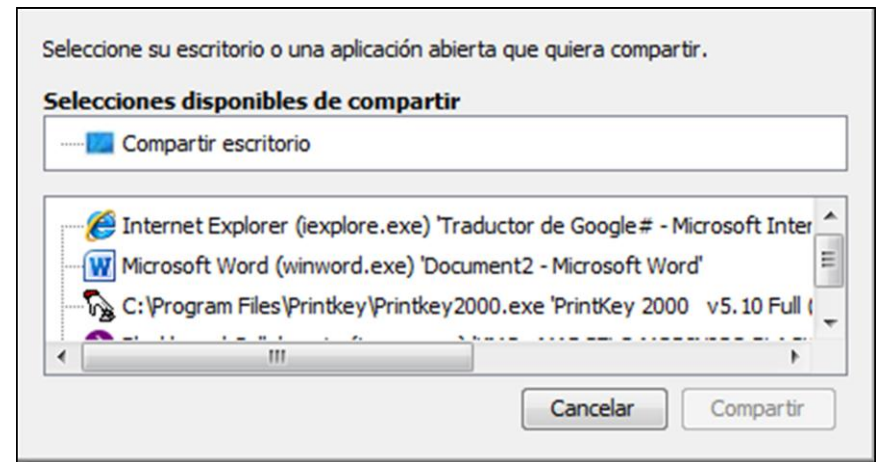 Seleccione su escritorio o una aplicación abierta que quiera compartir.
Selecciones disponibles de compartir
Compartir escritorio
Internet Explorer (iexplore.exe) 'Traductor de Google# - Microsoft Inter
Microsoft Word (winword.exe) 'Document2 - Microsoft Word'
C:\Program Files\Printkey\Printkey2000.exe 'PrintKey 2000 v5.10 Full (
Cancelar
Compartir